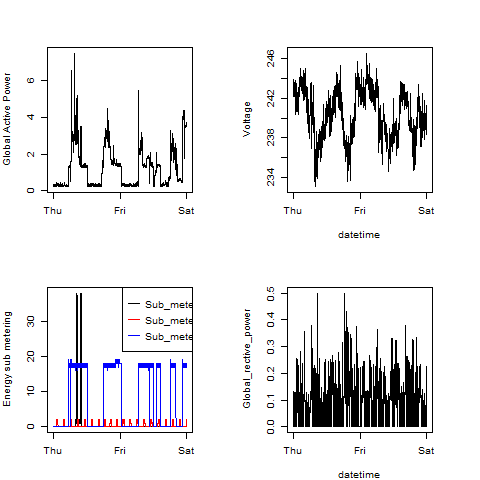 Global Active Power
0 2 4 6
Thu Fri Sat
Voltage
234 238 242 246
Thu Fri Sat
datetime
Energy sub metering
0 10 20 30
Sub_mete
Sub_mete
Sub_mete
Thu Fri Sat
Global_rective_power
0.0 0.1 0.2 0.3 0.4 0.5
Thu Fri Sat
datetime